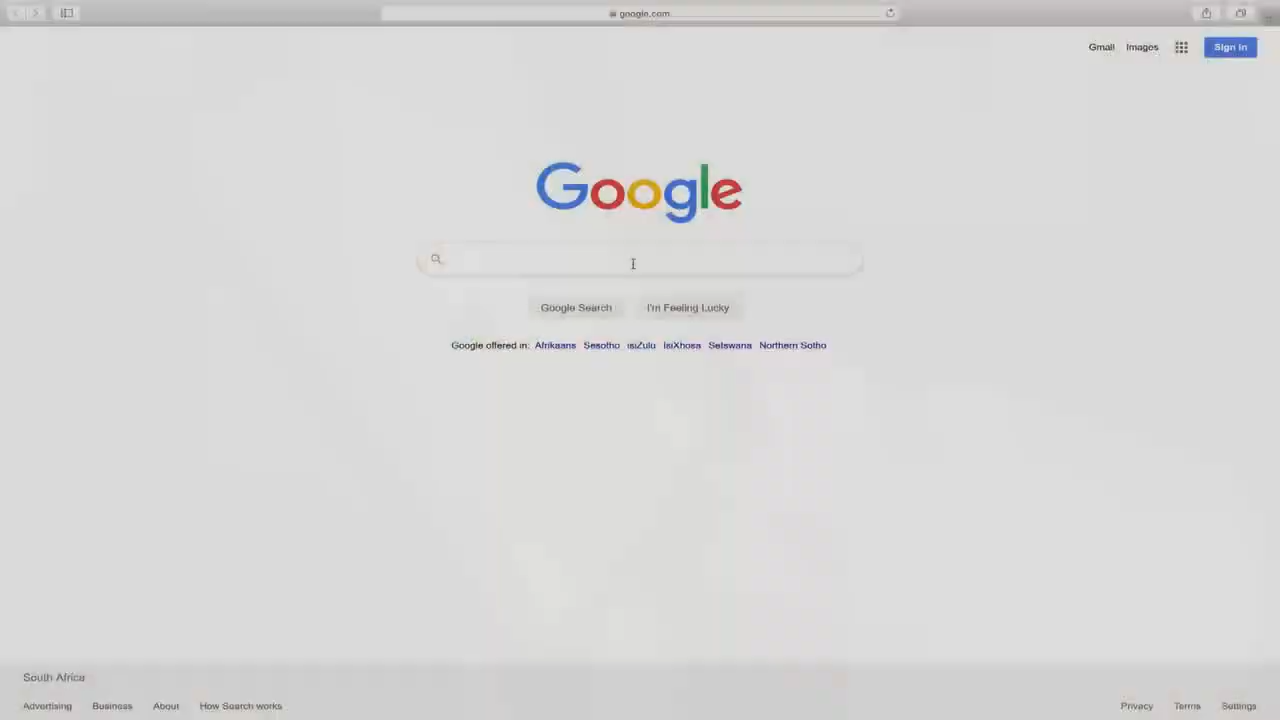 google.com
Gmail Images Sign in
Google
Google Search I'm Feeling Lucky
Google offered in: Afrikaans Sesotho isiZulu IsiXhosa Setswana Northern Sotho
South Africa
Advertising Business About How Search works Privacy Terms Settings